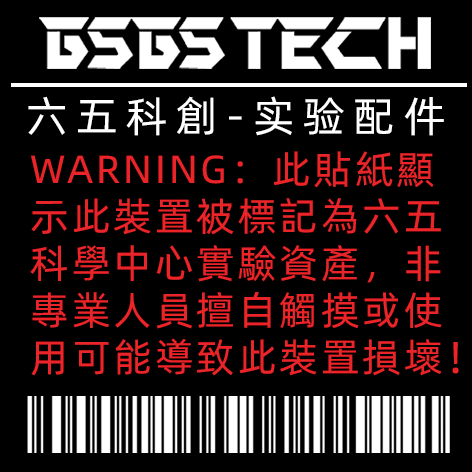 GSGSTECH
六五科創-实验配件
WARNING：此貼紙顯
示此裝置被標記為六五
科學中心實驗資產，非
專業人員擅自觸摸或使
用可能導致此裝置損壞！